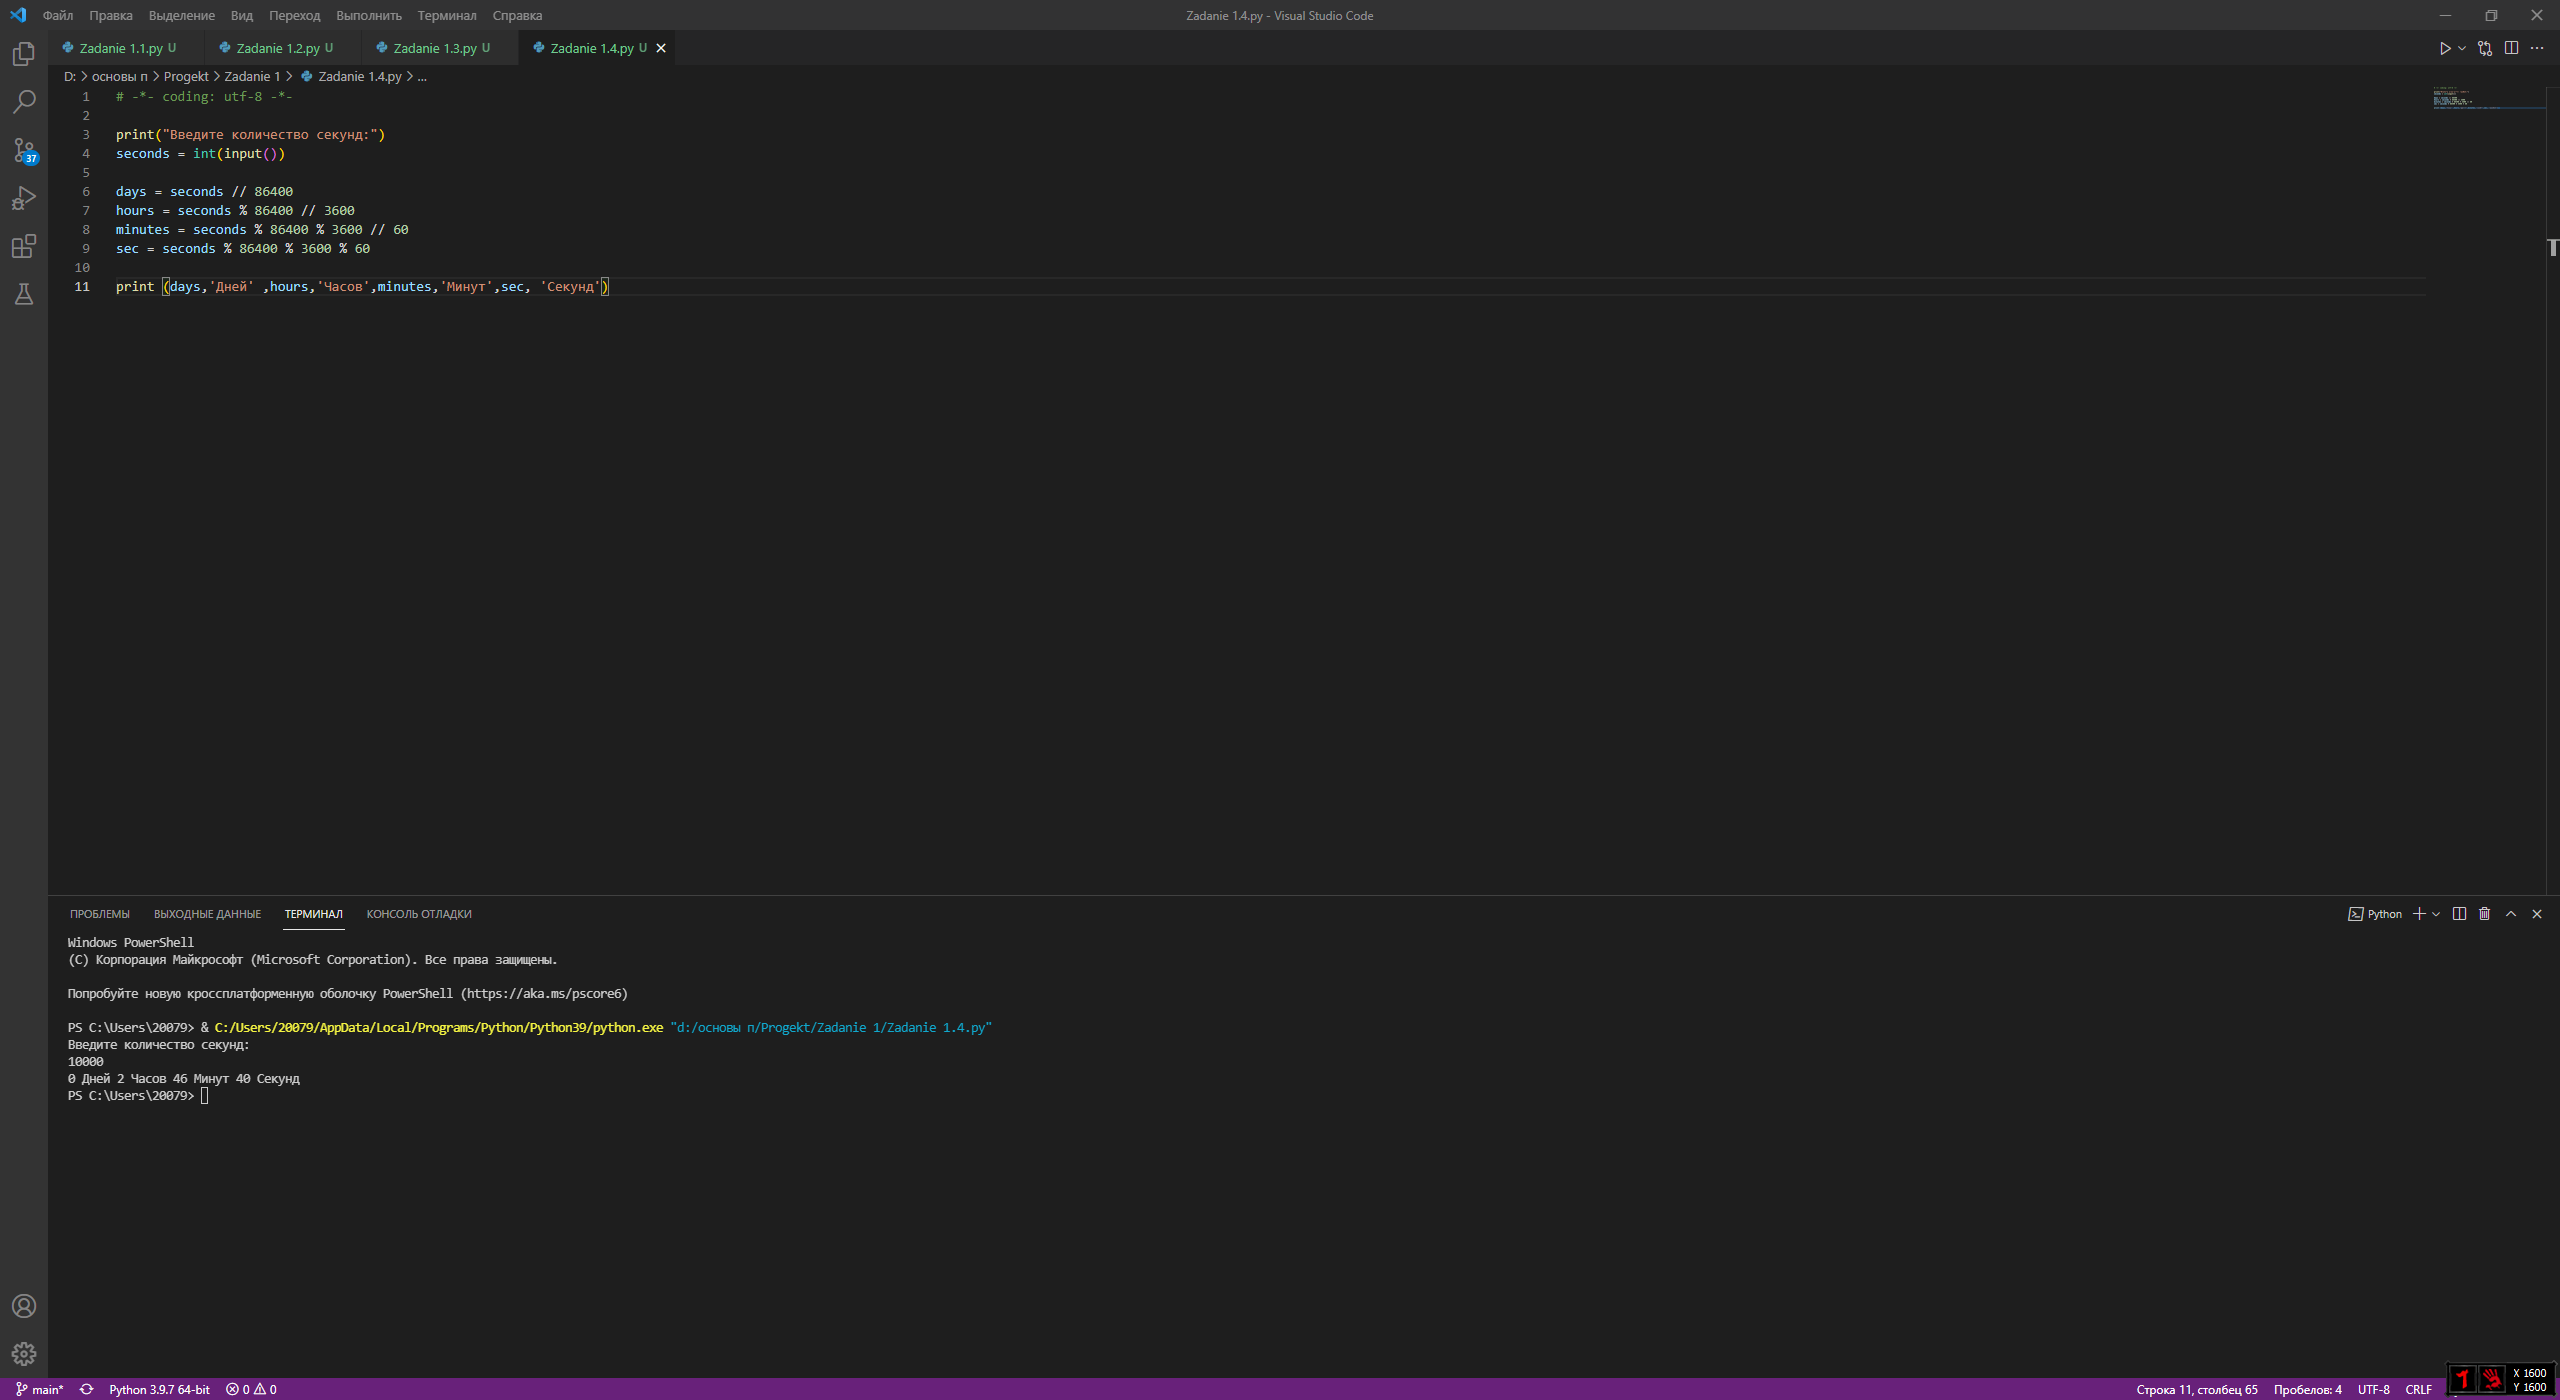 Файл Правка Выделение Вид Переход Выполнить Терминал Справка
Zadanie 1.4.py - Visual Studio Code
Zadanie 1.1.py U Zadanie 1.2.py U Zadanie 1.3.py U Zadanie 1.4.py U
D: > основы п > Progekt > Zadanie 1 > Zadanie 1.4.py > ...
1 # -*- coding: utf-8 -*-
2
3 print("Введите количество секунд:")
4 seconds = int(input())
5
6 days = seconds // 86400
7 hours = seconds % 86400 // 3600
8 minutes = seconds % 86400 % 3600 // 60
9 sec = seconds % 86400 % 3600 % 60
10
11 print (days,'Дней' ,hours,'Часов',minutes,'Минут',sec, 'Секунд')
37
ПРОБЛЕМЫ ВЫХОДНЫЕ ДАННЫЕ ТЕРМИНАЛ КОНСОЛЬ ОТЛАДКИ
Python
Windows PowerShell
(C) Корпорация Майкрософт (Microsoft Corporation). Все права защищены.
Попробуйте новую кроссплатформенную оболочку PowerShell (https://aka.ms/pscore6)
PS C:\Users\20079> & C:/Users/20079/AppData/Local/Programs/Python/Python39/python.exe "d:/основы п/Progekt/Zadanie 1/Zadanie 1.4.py"
Введите количество секунд:
10000
0 Дней 2 Часов 46 Минут 40 Секунд
PS C:\Users\20079>
main* Python 3.9.7 64-bit 0 0
Строка 11, столбец 65 Пробелов: 4 UTF-8 CRLF
X 1600
Y 1600